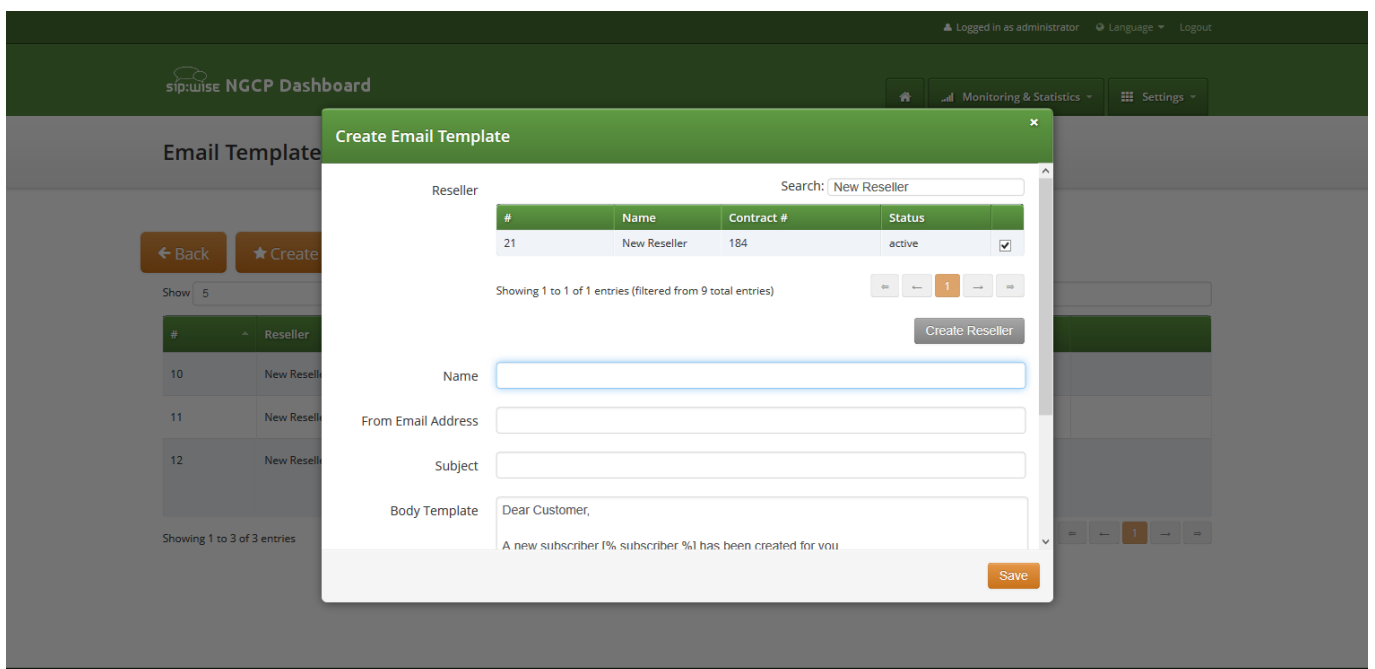 Logged in as administrator Language Logout
sip:wise NGCP Dashboard
Monitoring & Statistics Settings
Email Template
Back Create
Show 5
# Reseller
10 New Reselle
11 New Reselle
12 New Reselle
Showing 1 to 3 of 3 entries
1
Create Email Template ×
Reseller
Search: New Reseller
# Name Contract # Status
21 New Reseller 184 active
Showing 1 to 1 of 1 entries (filtered from 9 total entries)
1
Create Reseller
Name
From Email Address
Subject
Body Template
Dear Customer,
A new subscriber [% subscriber %] has been created for you
Save